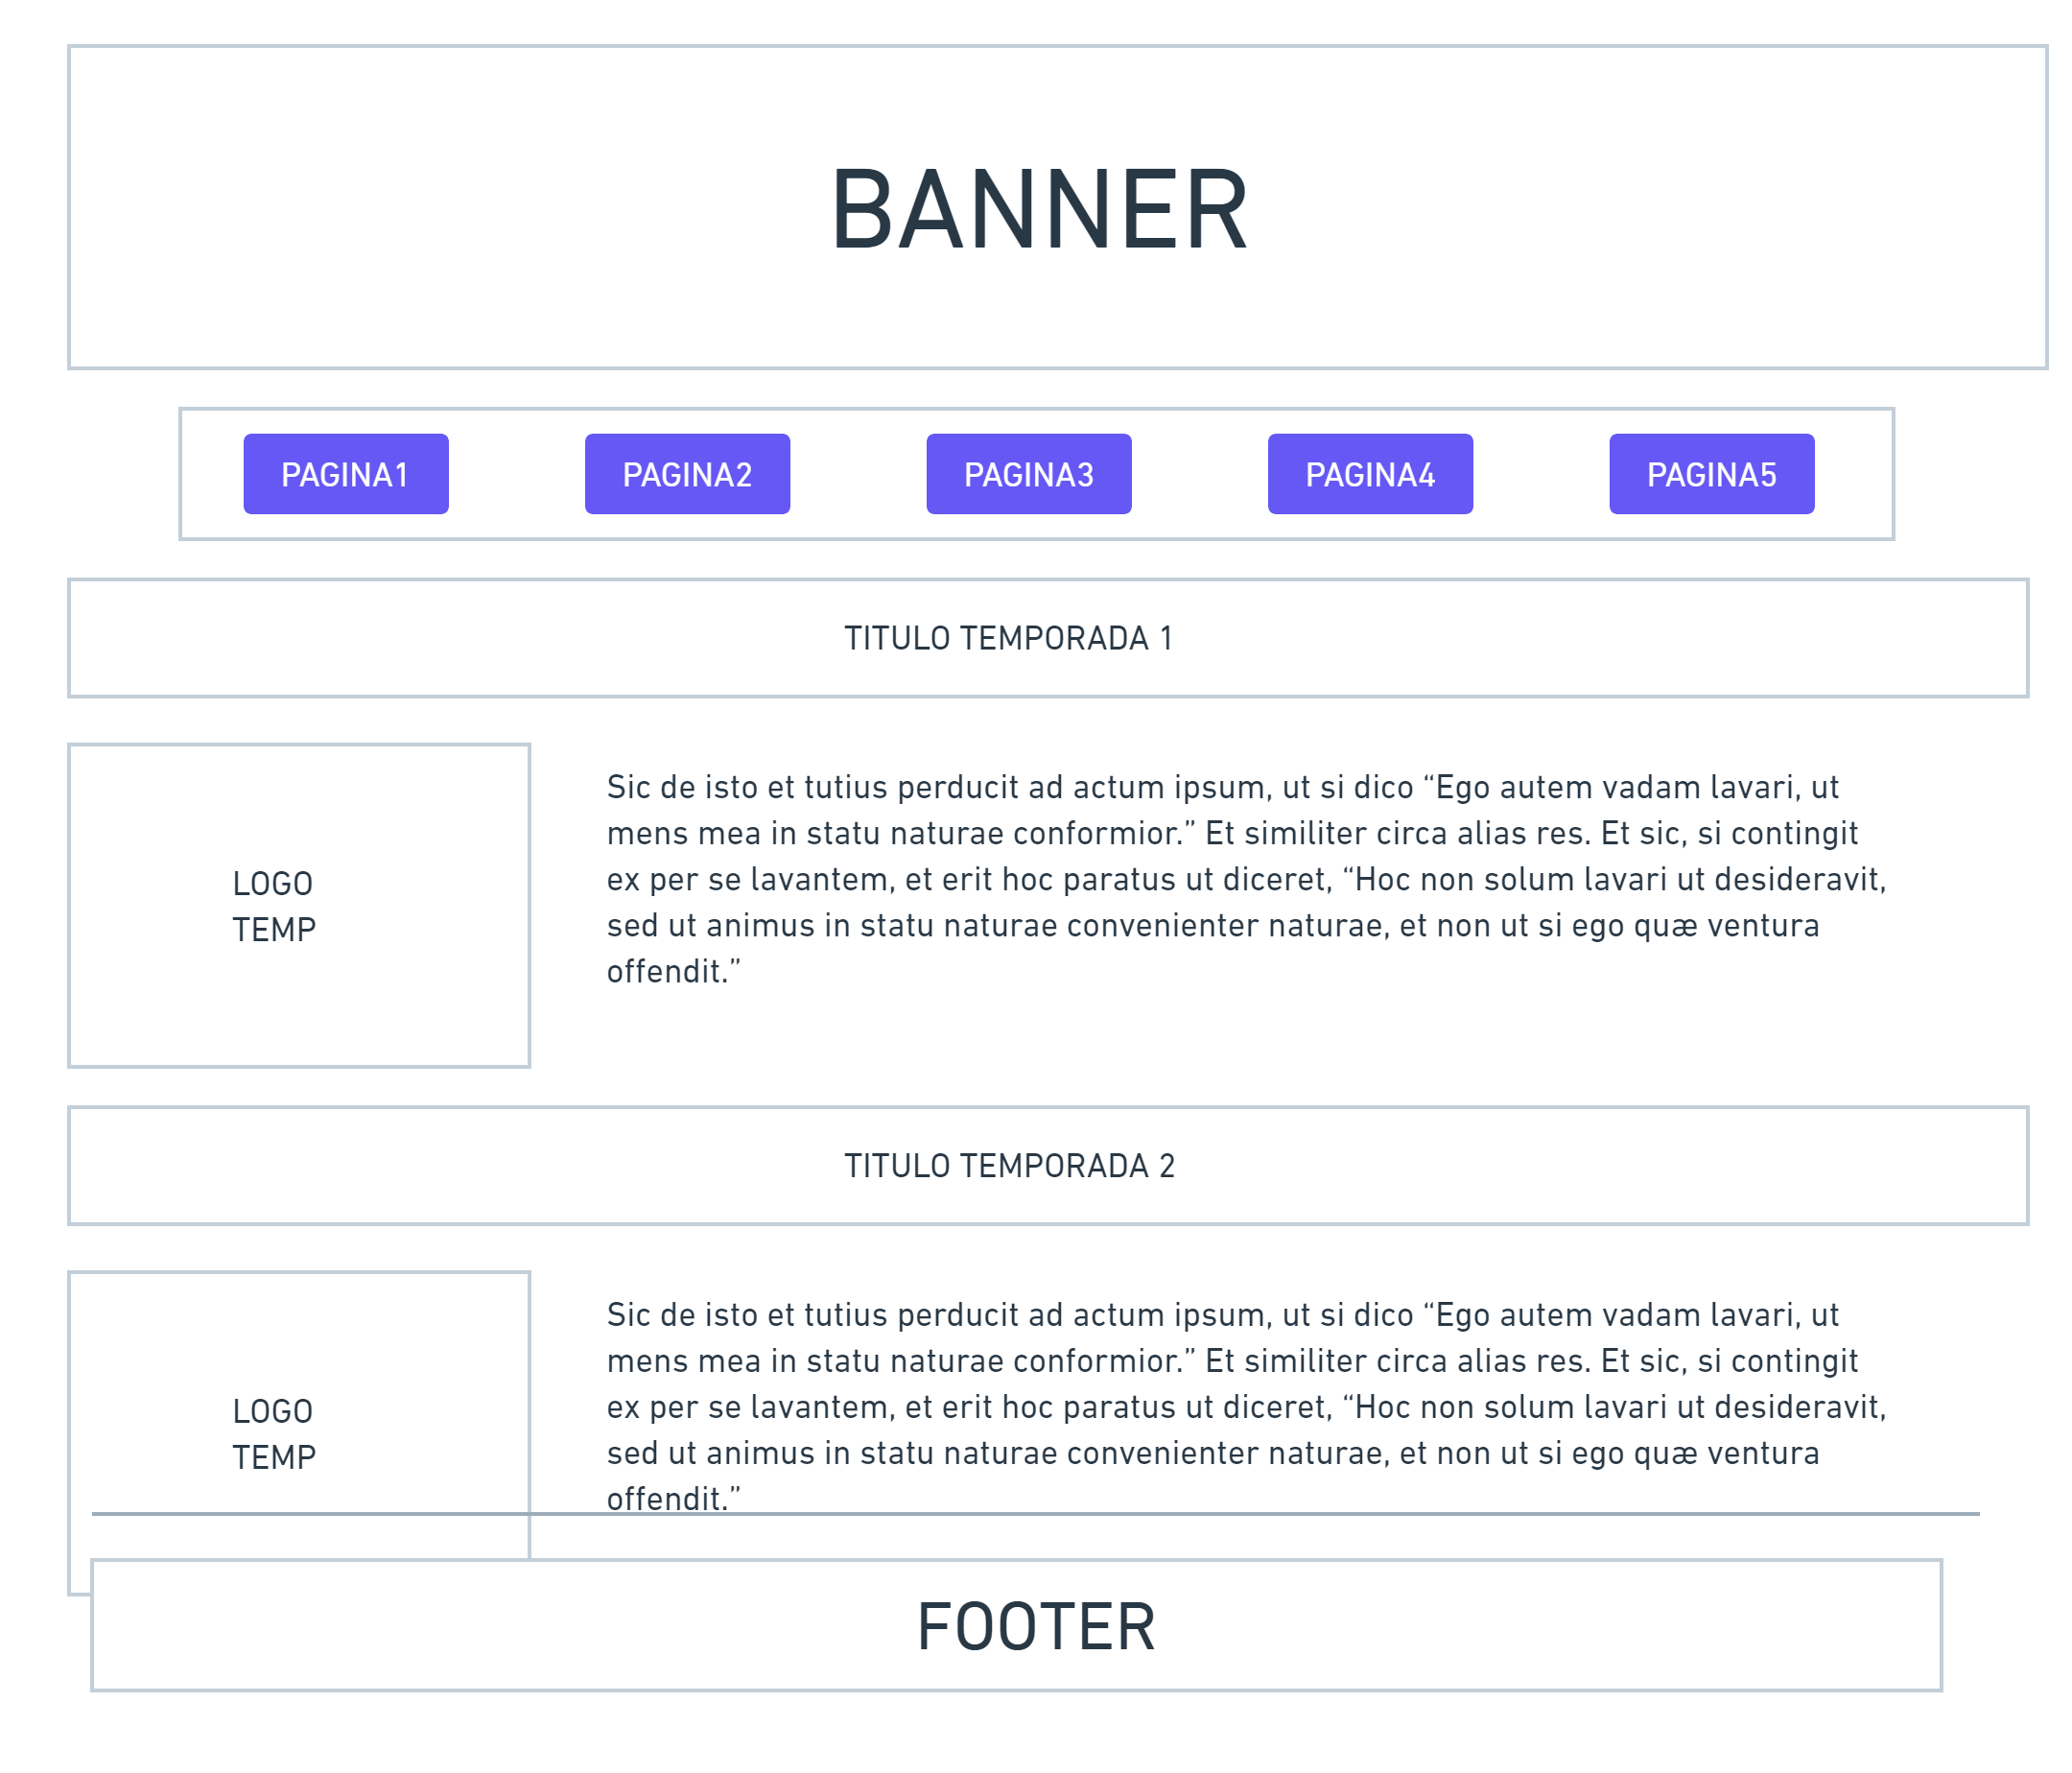 BANNER
PAGINA1 PAGINA2 PAGINA3 PAGINA4 PAGINA5
TITULO TEMPORADA 1
LOGO
TEMP
Sic de isto et tutius perducit ad actum ipsum, ut si dico “Ego autem vadam lavari, ut
mens mea in statu naturae conformior.” Et similiter circa alias res. Et sic, si contingit
ex per se lavantem, et erit hoc paratus ut diceret, “Hoc non solum lavari ut desideravit,
sed ut animus in statu naturae convenienter naturae, et non ut si ego quæ ventura
offendit.”
TITULO TEMPORADA 2
LOGO
TEMP
Sic de isto et tutius perducit ad actum ipsum, ut si dico “Ego autem vadam lavari, ut
mens mea in statu naturae conformior.” Et similiter circa alias res. Et sic, si contingit
ex per se lavantem, et erit hoc paratus ut diceret, “Hoc non solum lavari ut desideravit,
sed ut animus in statu naturae convenienter naturae, et non ut si ego quæ ventura
offendit.”
FOOTER